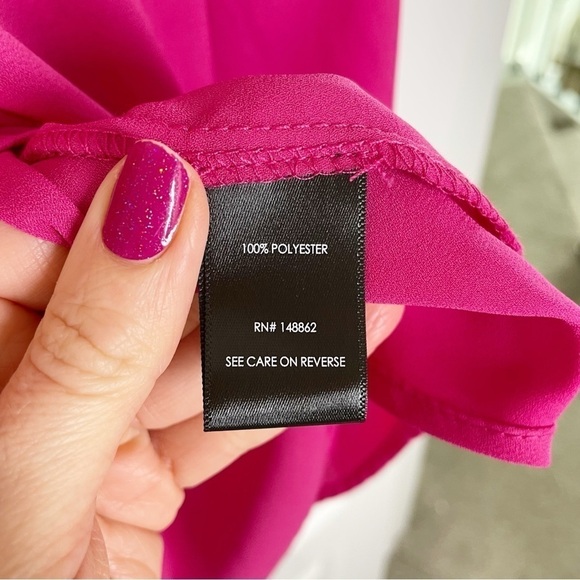 100% POLYESTER
RN# 148862
SEE CARE ON REVERSE